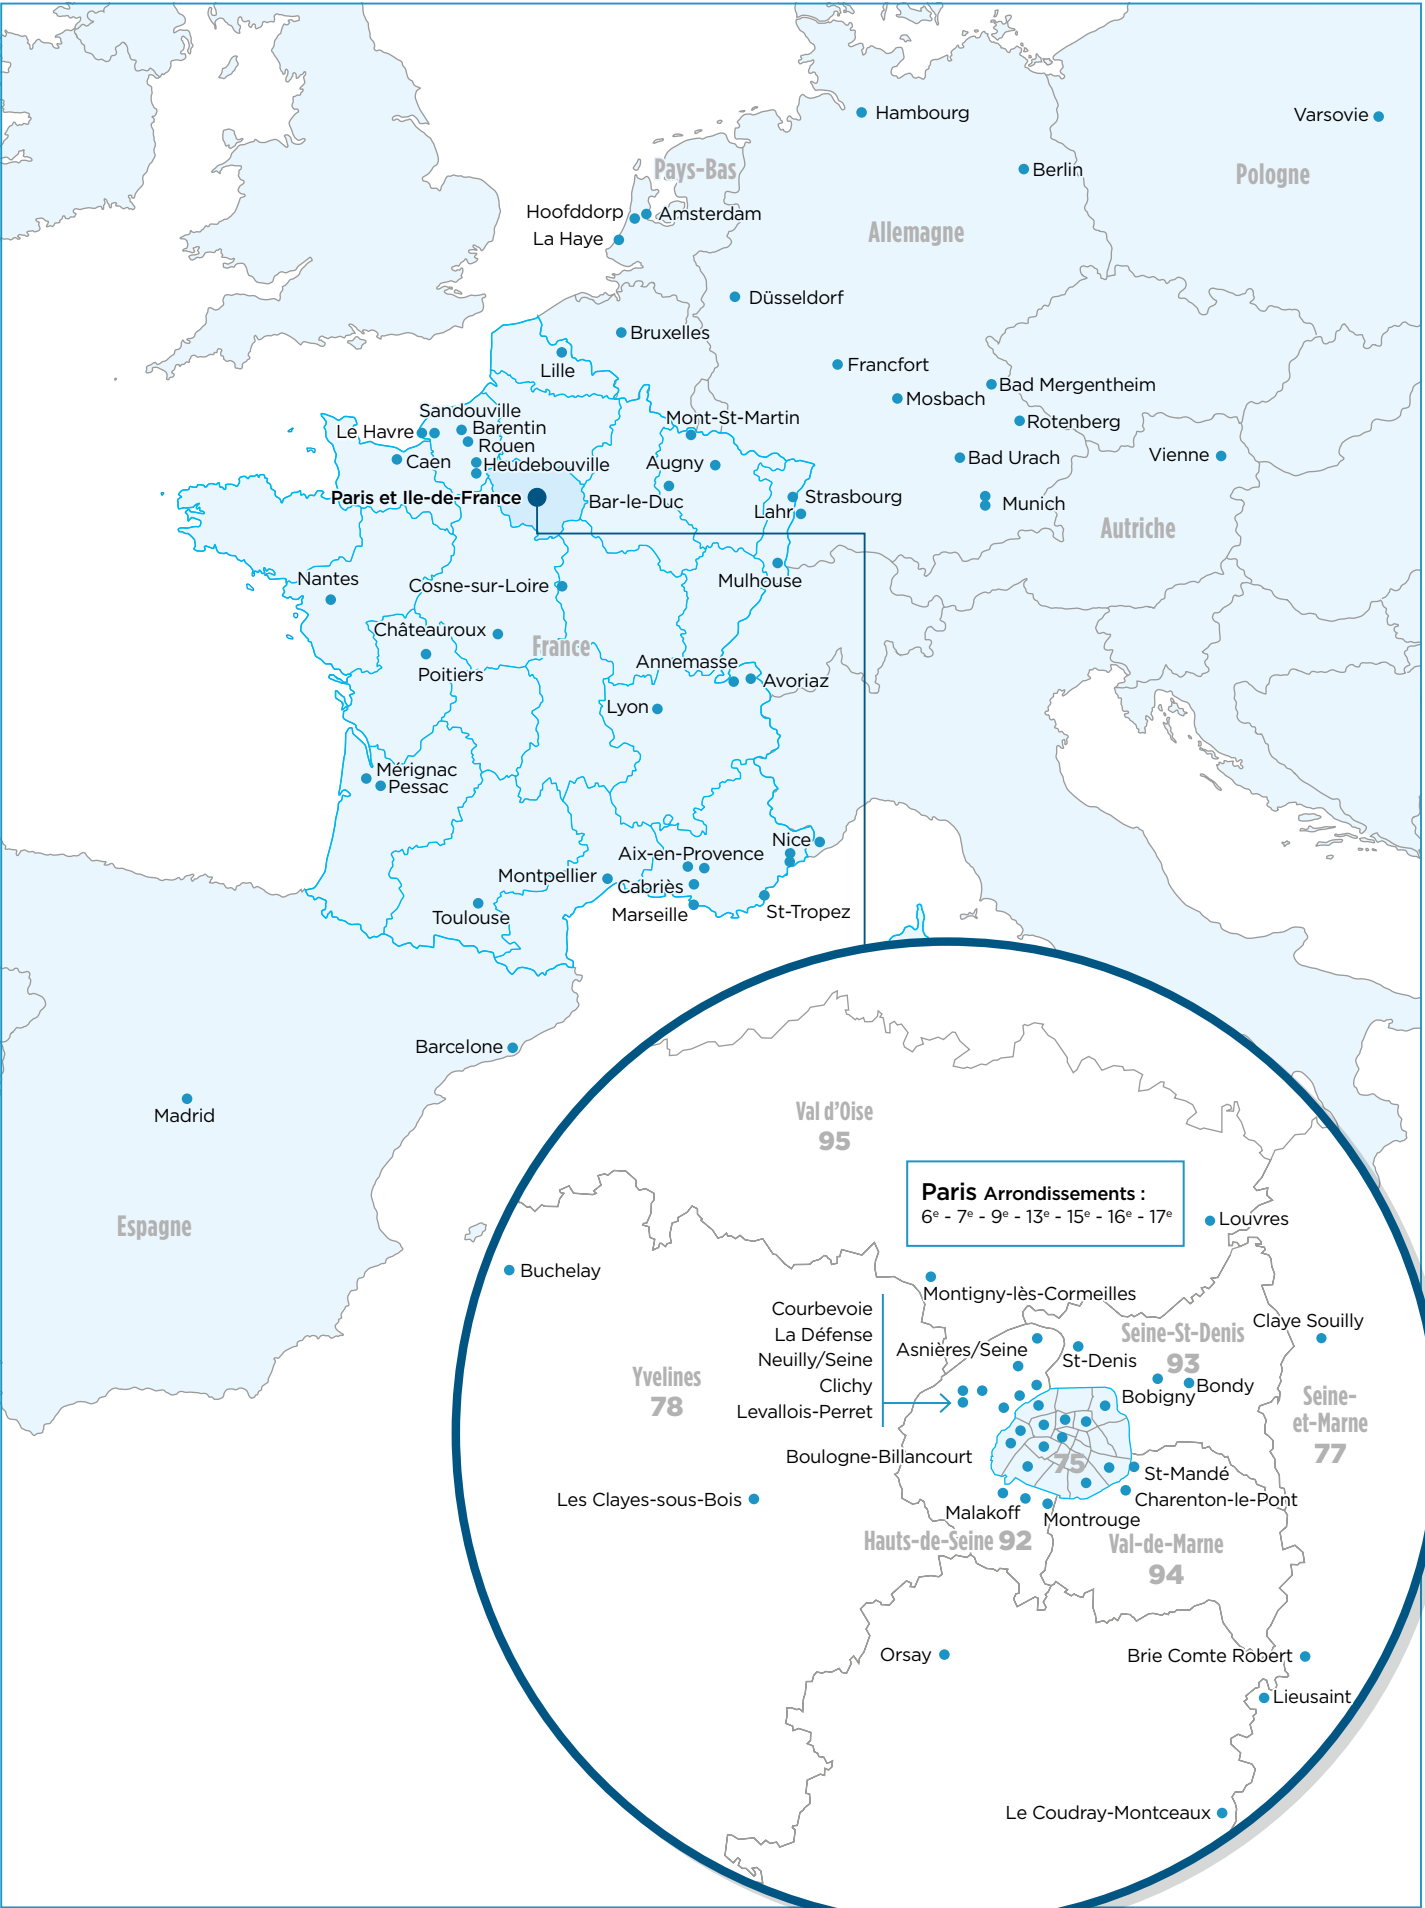 Hambourg
Varsovie
Berlin
Pays-Bas
Pologne
Hoofddorp
Amsterdam
Allemagne
La Haye
Düsseldorf
Bruxelles
Lille
Francfort
Bad Mergentheim
Mosbach
Sandouville
Mont-St-Martin
Rotenberg
Le Havre
Barentin
Rouen
Caen
Heudebouville
Augny
Bad Urach
Vienne
Paris et Ile-de-France
Bar-le-Duc
Strasbourg
Lahr
Munich
Autriche
Nantes
Cosne-sur-Loire
Mulhouse
Châteauroux
France
Poitiers
Annemasse
Avoriaz
Lyon
Mérignac
Pessac
Nice
Aix-en-Provence
Montpellier
Cabriès
Toulouse
Marseille
St-Tropez
Barcelone
Madrid
Espagne
Val d'Oise
95
Paris Arrondissements :
6e - 7e - 9e - 13e - 15e - 16e - 17e
Louvres
Buchelay
Montigny-lès-Cormeilles
Courbevoie
La Défense
Neuilly/Seine
Clichy
Levallois-Perret
Asnières/Seine
St-Denis
Seine-St-Denis
93
Claye Souilly
Yvelines
78
Bobigny
Bondy
Seine-
et-Marne
77
Boulogne-Billancourt
75
St-Mandé
Charenton-le-Pont
Les Clayes-sous-Bois
Malakoff
Montrouge
Hauts-de-Seine 92
Val-de-Marne
94
Orsay
Brie Comte Robert
Lieusaint
Le Coudray-Montceaux